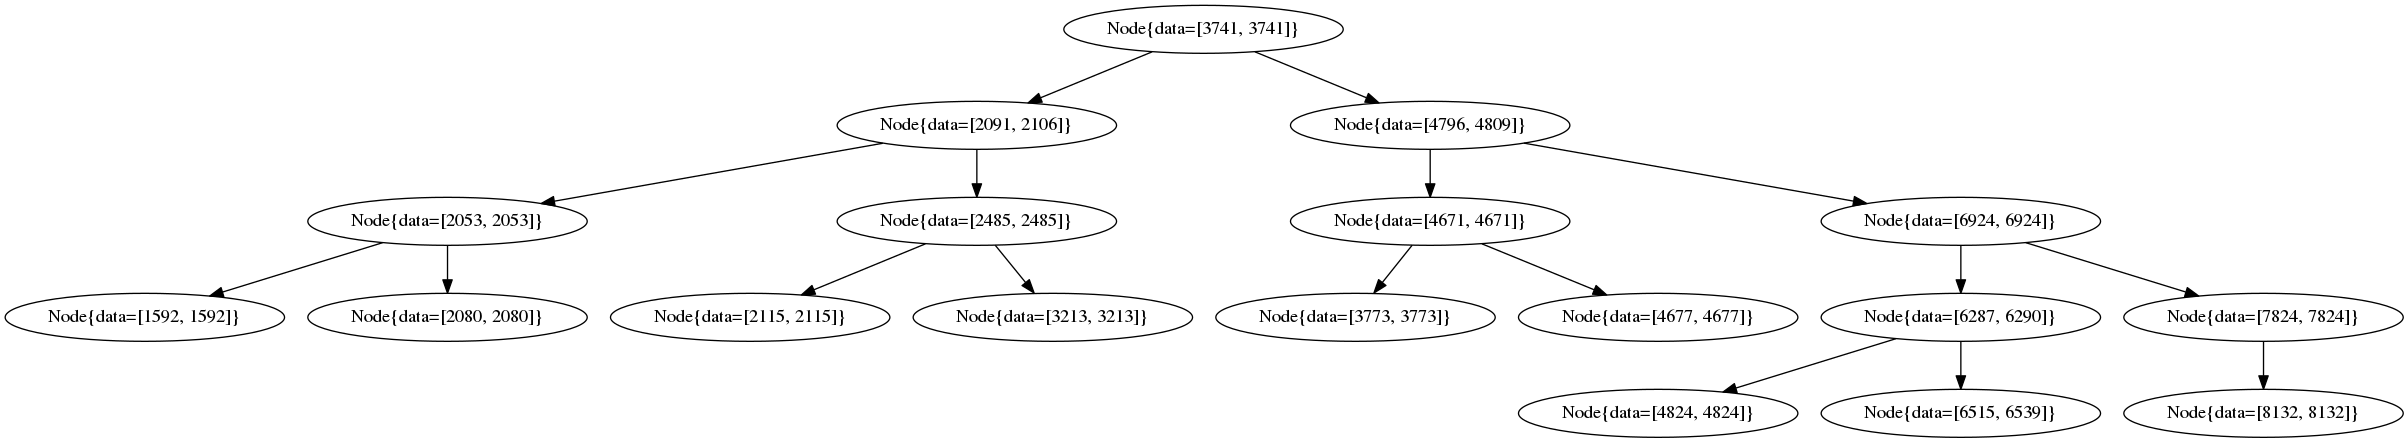 Node{data=[3741, 3741]}
Node{data=[2091, 2106]}
Node{data=[4796, 4809]}
Node{data=[2053, 2053]}
Node{data=[2485, 2485]}
Node{data=[4671, 4671]}
Node{data=[6924, 6924]}
Node{data=[1592, 1592]}
Node{data=[2080, 2080]}
Node{data=[2115, 2115]}
Node{data=[3213, 3213]}
Node{data=[3773, 3773]}
Node{data=[4677, 4677]}
Node{data=[6287, 6290]}
Node{data=[7824, 7824]}
Node{data=[4824, 4824]}
Node{data=[6515, 6539]}
Node{data=[8132, 8132]}